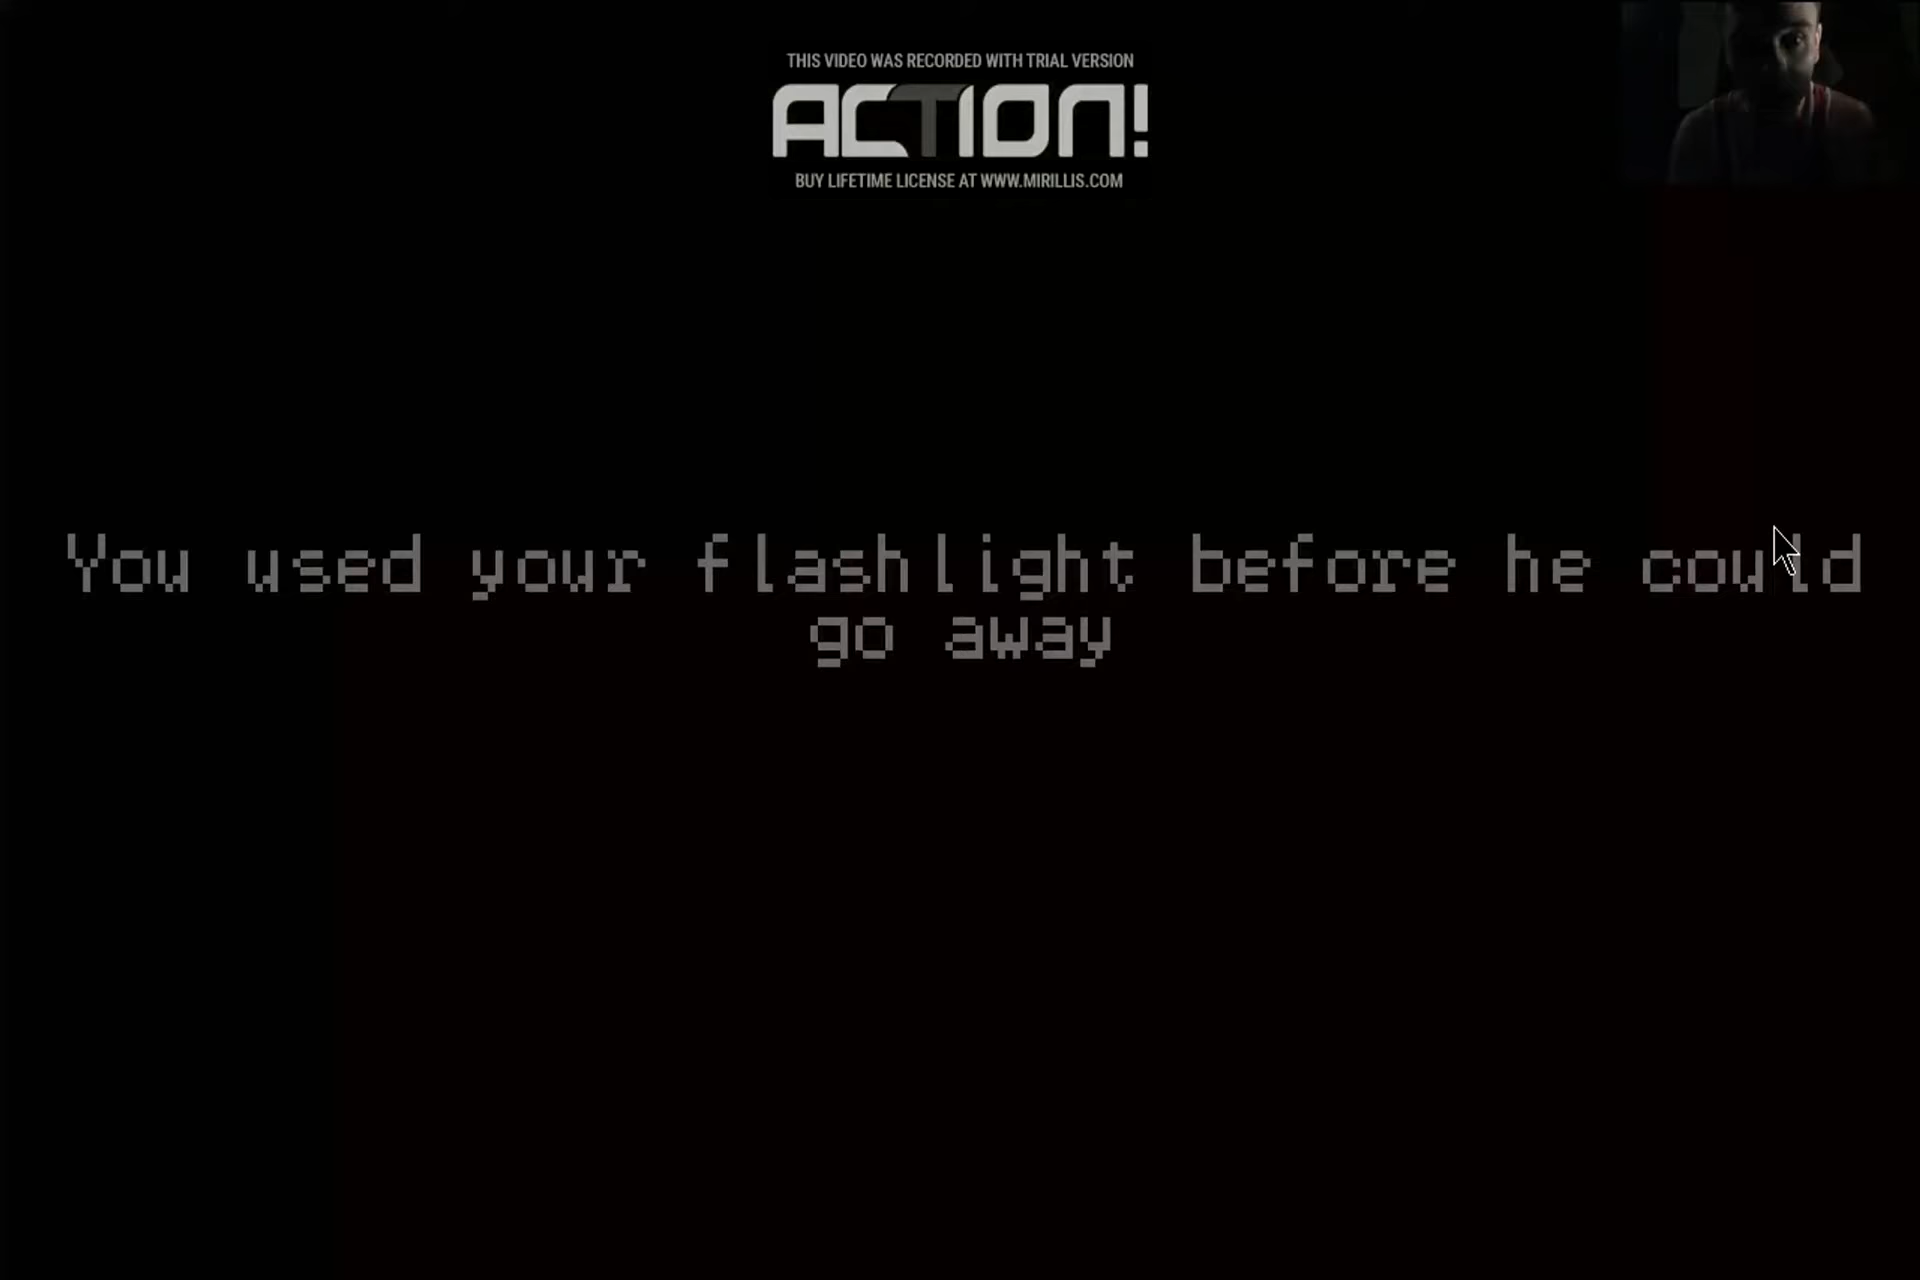 THIS VIDEO WAS RECORDED WITH TRIAL VERSION
ACTION!
BUY LIFETIME LICENSE AT WWW.MIRILLIS.COM
You used your flashlight before he could
go away